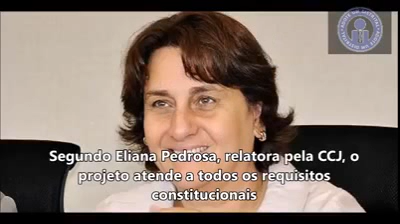 Segundo Eliana Pedrosa, relatora pela CCJ, o
projeto atende a todos os requisitos
constitucionais